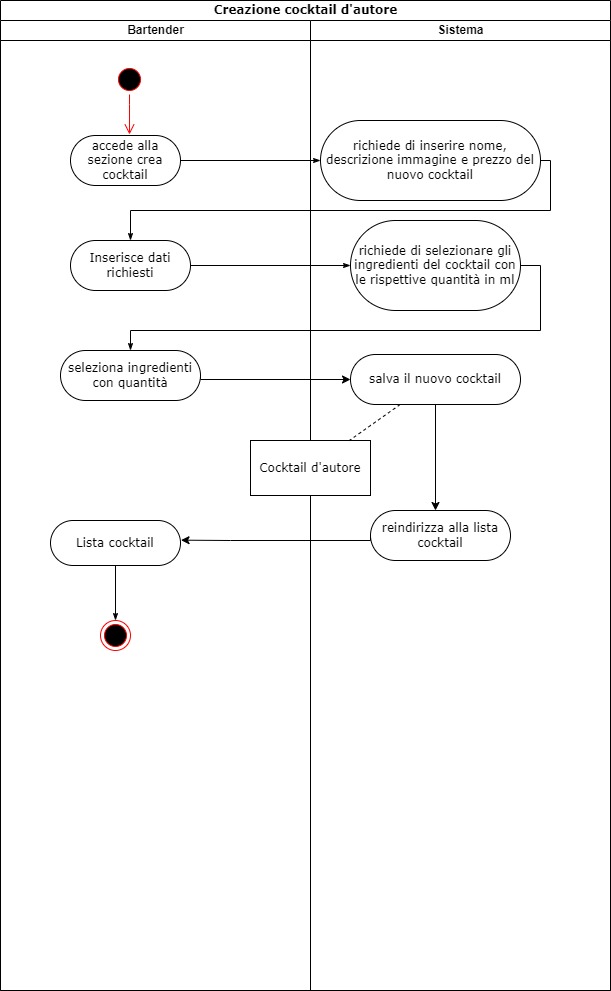 Creazione cocktail d'autore
Bartender
Sistema
accede alla
sezione crea
cocktail
richiede di inserire nome,
descrizione immagine e prezzo del
nuovo cocktail
Inserisce dati
richiesti
richiede di selezionare gli
ingredienti del cocktail con
le rispettive quantità in ml
seleziona ingredienti
con quantità
salva il nuovo cocktail
Cocktail d'autore
reindirizza alla lista
cocktail
Lista cocktail